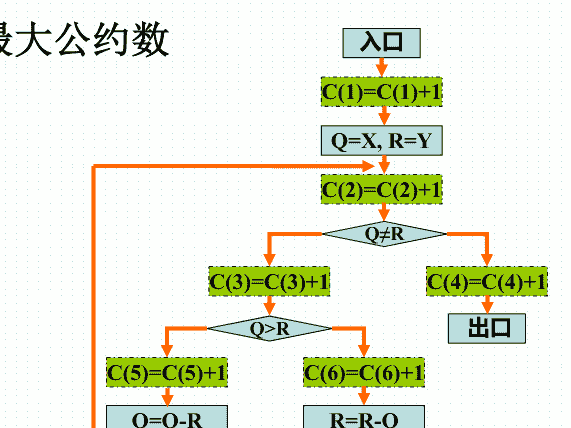 最大公约数
入口
C(1)=C(1)+1
Q=X, R=Y
C(2)=C(2)+1
Q≠R
C(3)=C(3)+1
C(4)=C(4)+1
Q>R
出口
C(5)=C(5)+1
C(6)=C(6)+1
Q=Q-R
R=R-Q